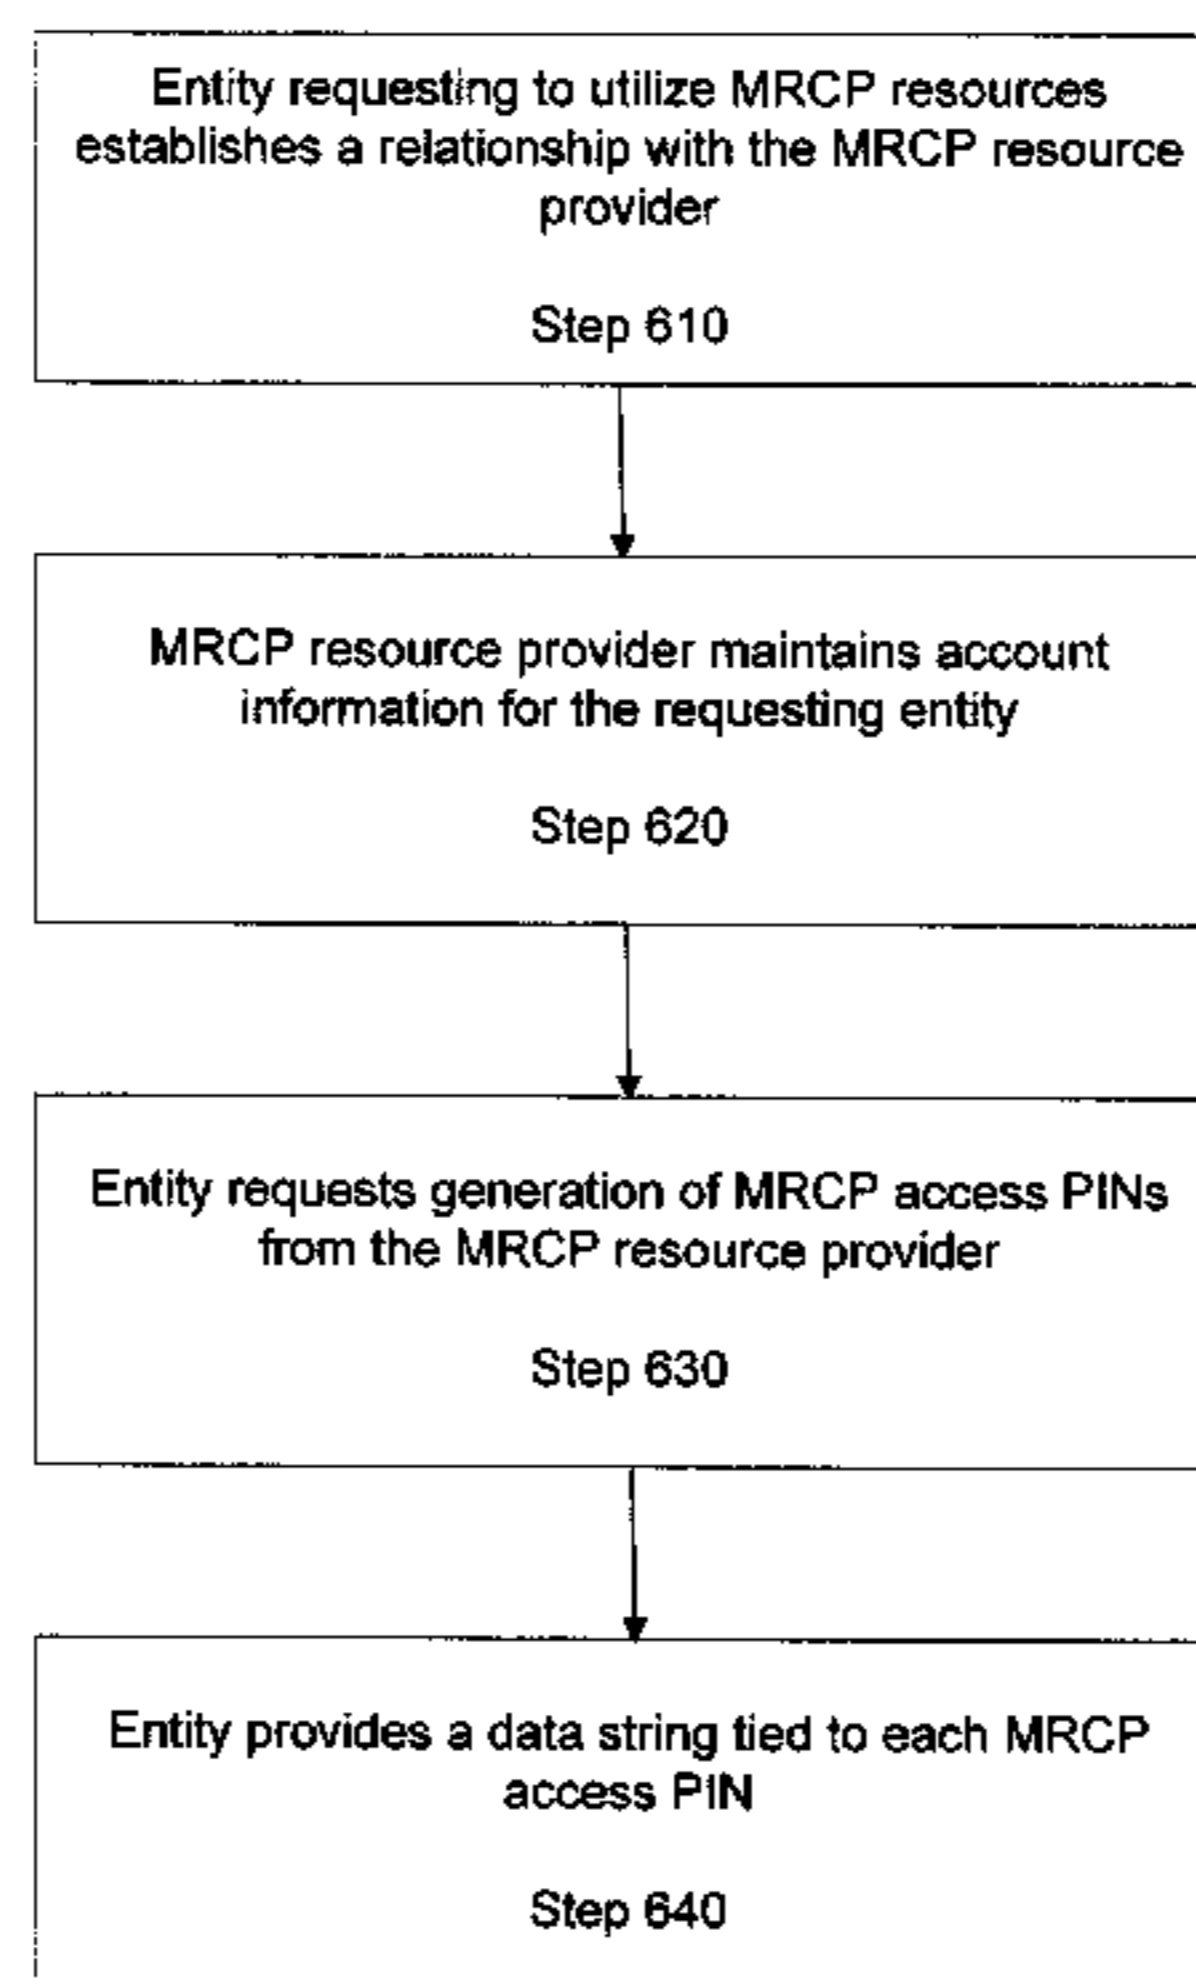 Entity requesting to utilize MRCP resources
establishes a relationship with the MRCP resource
provider
Step 610
MRCP resource provider maintains account
information for the requesting entity
Step 620
Entity requests generation of MRCP access PINs
from the MRCP resource provider
Step 630
Entity provides a data string tied to each MRCP
access PIN
Step 640